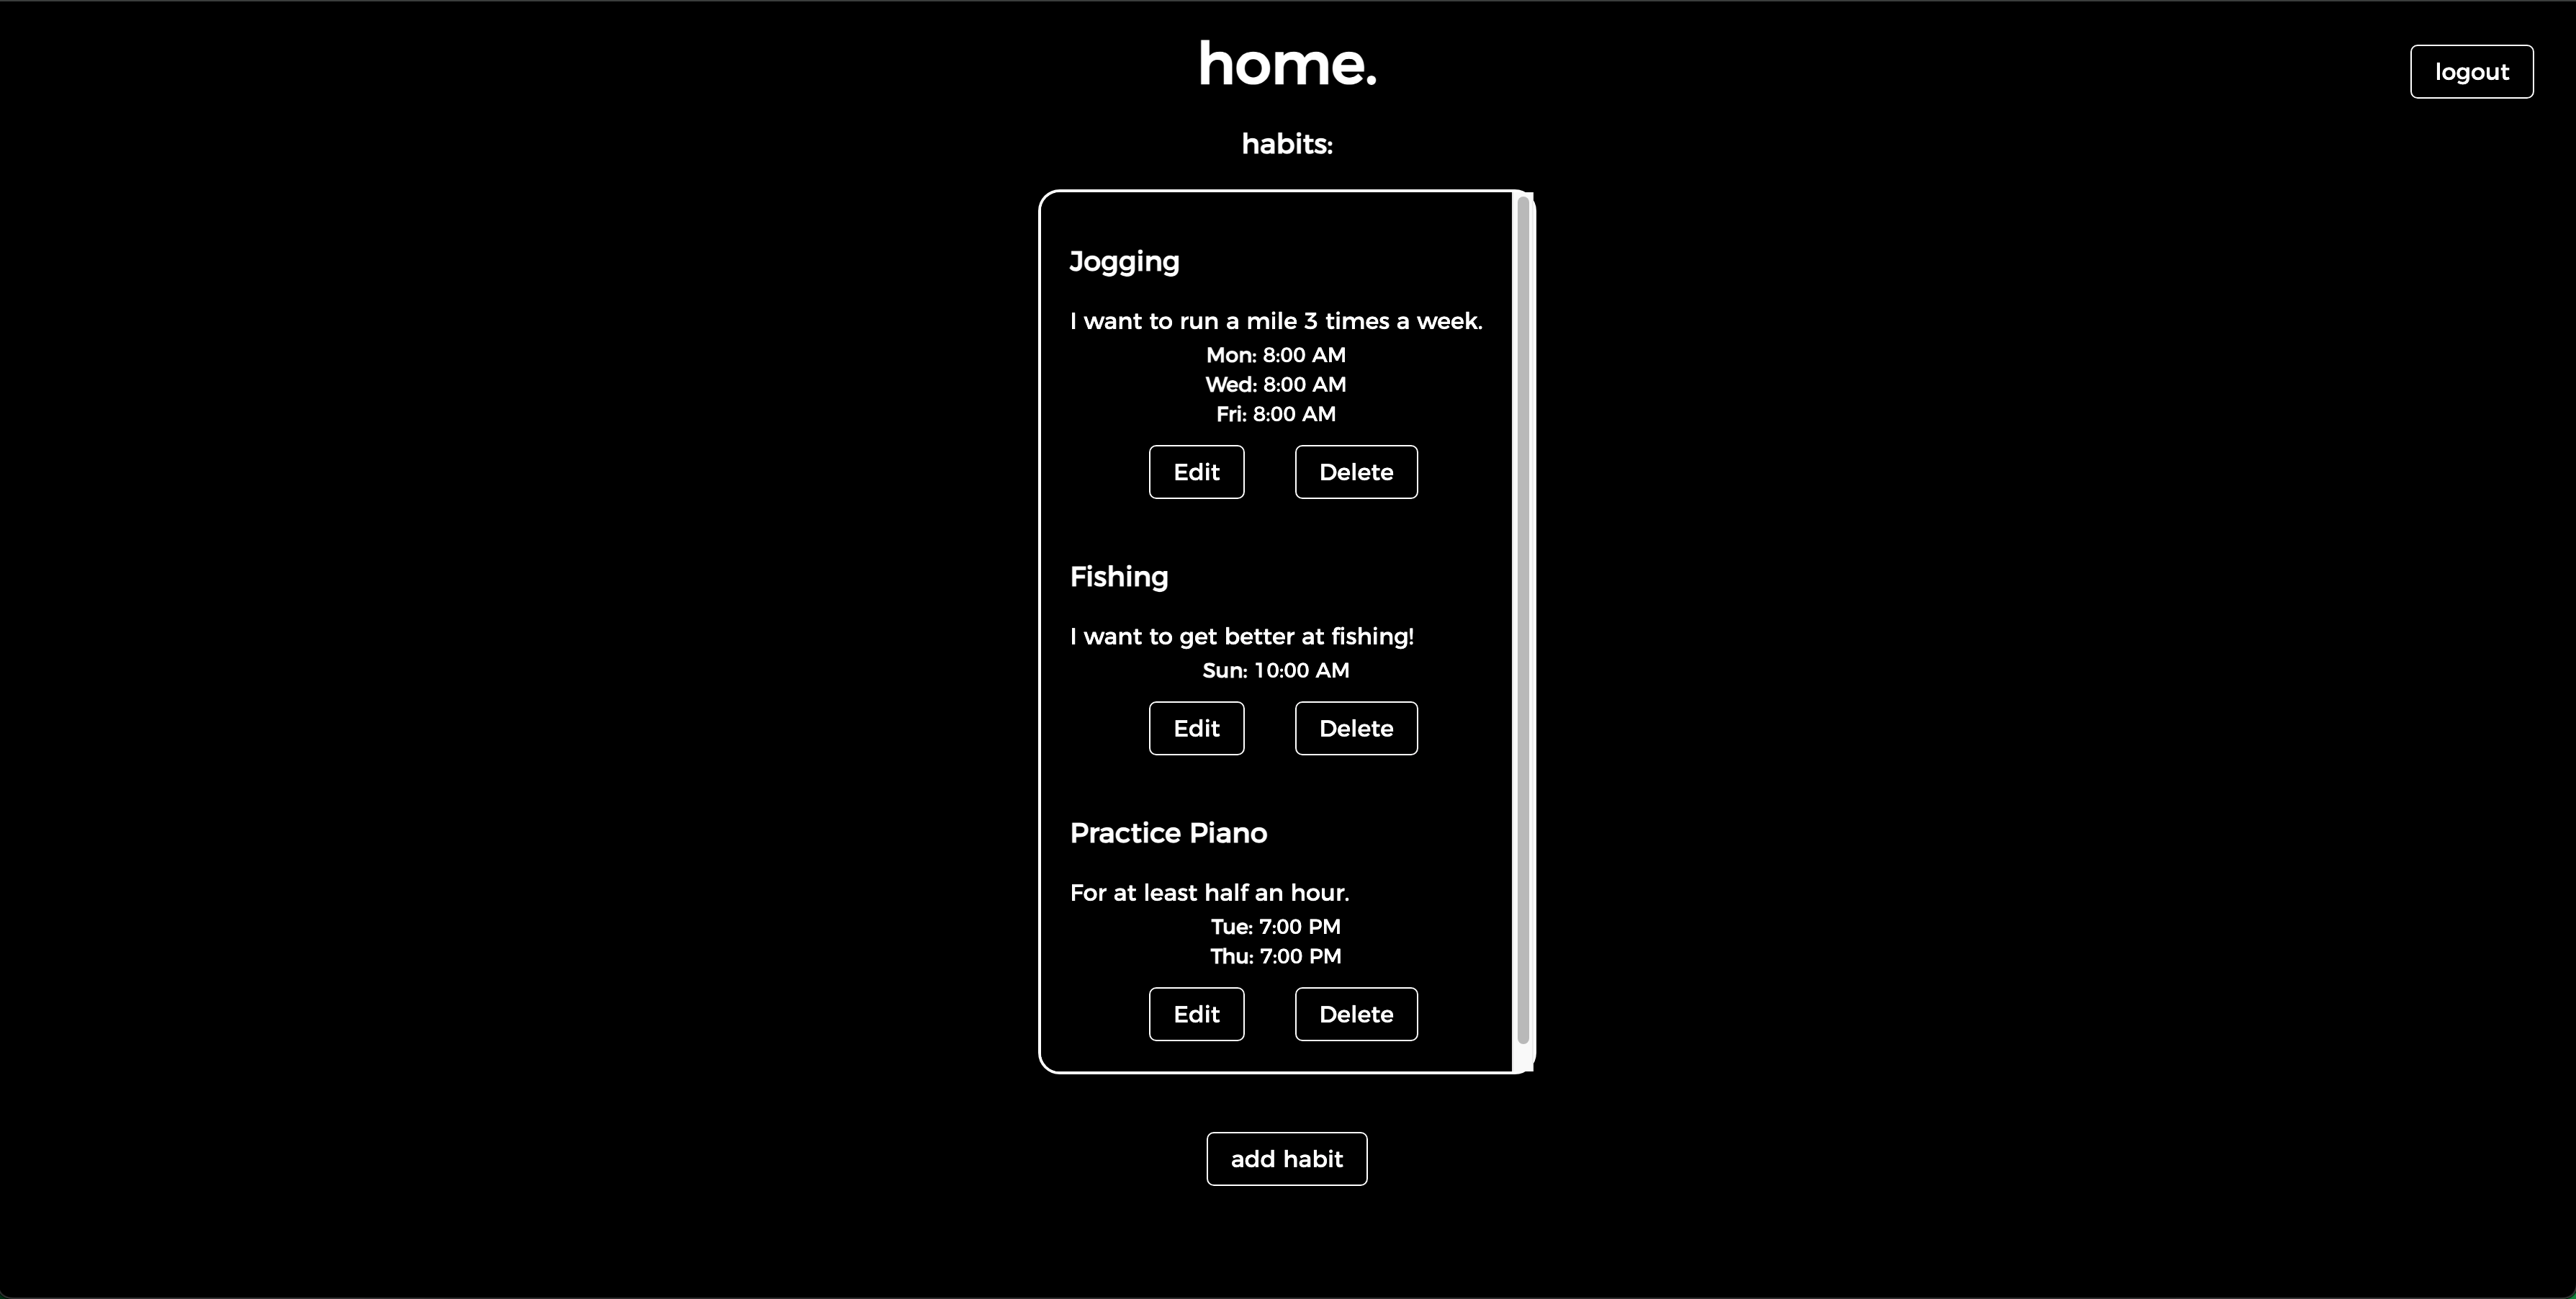 home.
logout
habits:
Jogging
I want to run a mile 3 times a week.
Mon: 8:00 AM
Wed: 8:00 AM
Fri: 8:00 AM
Edit Delete
Fishing
I want to get better at fishing!
Sun: 10:00 AM
Edit Delete
Practice Piano
For at least half an hour.
Tue: 7:00 PM
Thu: 7:00 PM
Edit Delete
add habit